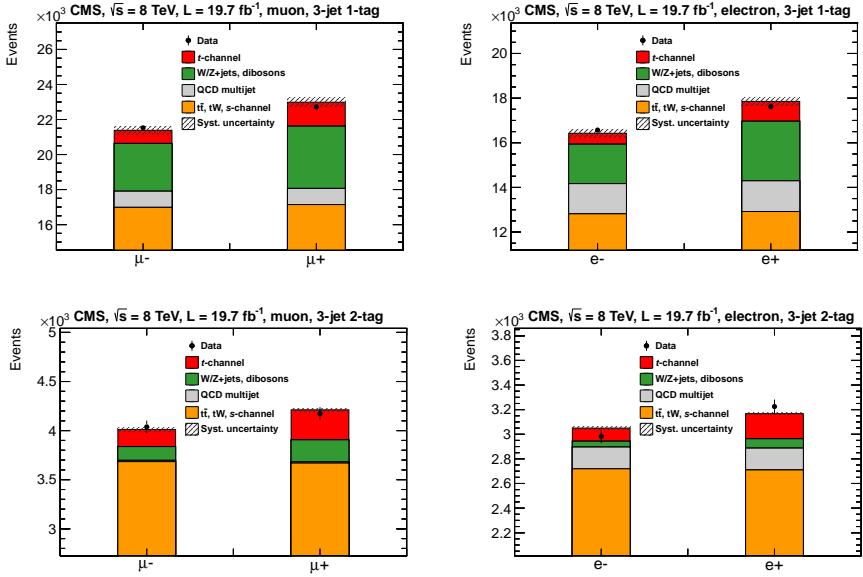 CMS, √s = 8 TeV, L = 19.7 fb⁻¹, muon, 3-jet 1-tag
×10³
Events
26
24
22
20
18
16
Data
t-channel
W/Z+jets, dibosons
QCD multijet
tt̄, tW, s-channel
Syst. uncertainty
μ- μ+
CMS, √s = 8 TeV, L = 19.7 fb⁻¹, electron, 3-jet 1-tag
×10³
Events
20
18
16
14
12
Data
t-channel
W/Z+jets, dibosons
QCD multijet
tt̄, tW, s-channel
Syst. uncertainty
e- e+
CMS, √s = 8 TeV, L = 19.7 fb⁻¹, muon, 3-jet 2-tag
×10³
Events
5
4.5
4
3.5
3
Data
t-channel
W/Z+jets, dibosons
QCD multijet
tt̄, tW, s-channel
Syst. uncertainty
μ- μ+
CMS, √s = 8 TeV, L = 19.7 fb⁻¹, electron, 3-jet 2-tag
×10³
Events
3.8
3.6
3.4
3.2
3
2.8
2.6
2.4
2.2
Data
t-channel
W/Z+jets, dibosons
QCD multijet
tt̄, tW, s-channel
Syst. uncertainty
e- e+